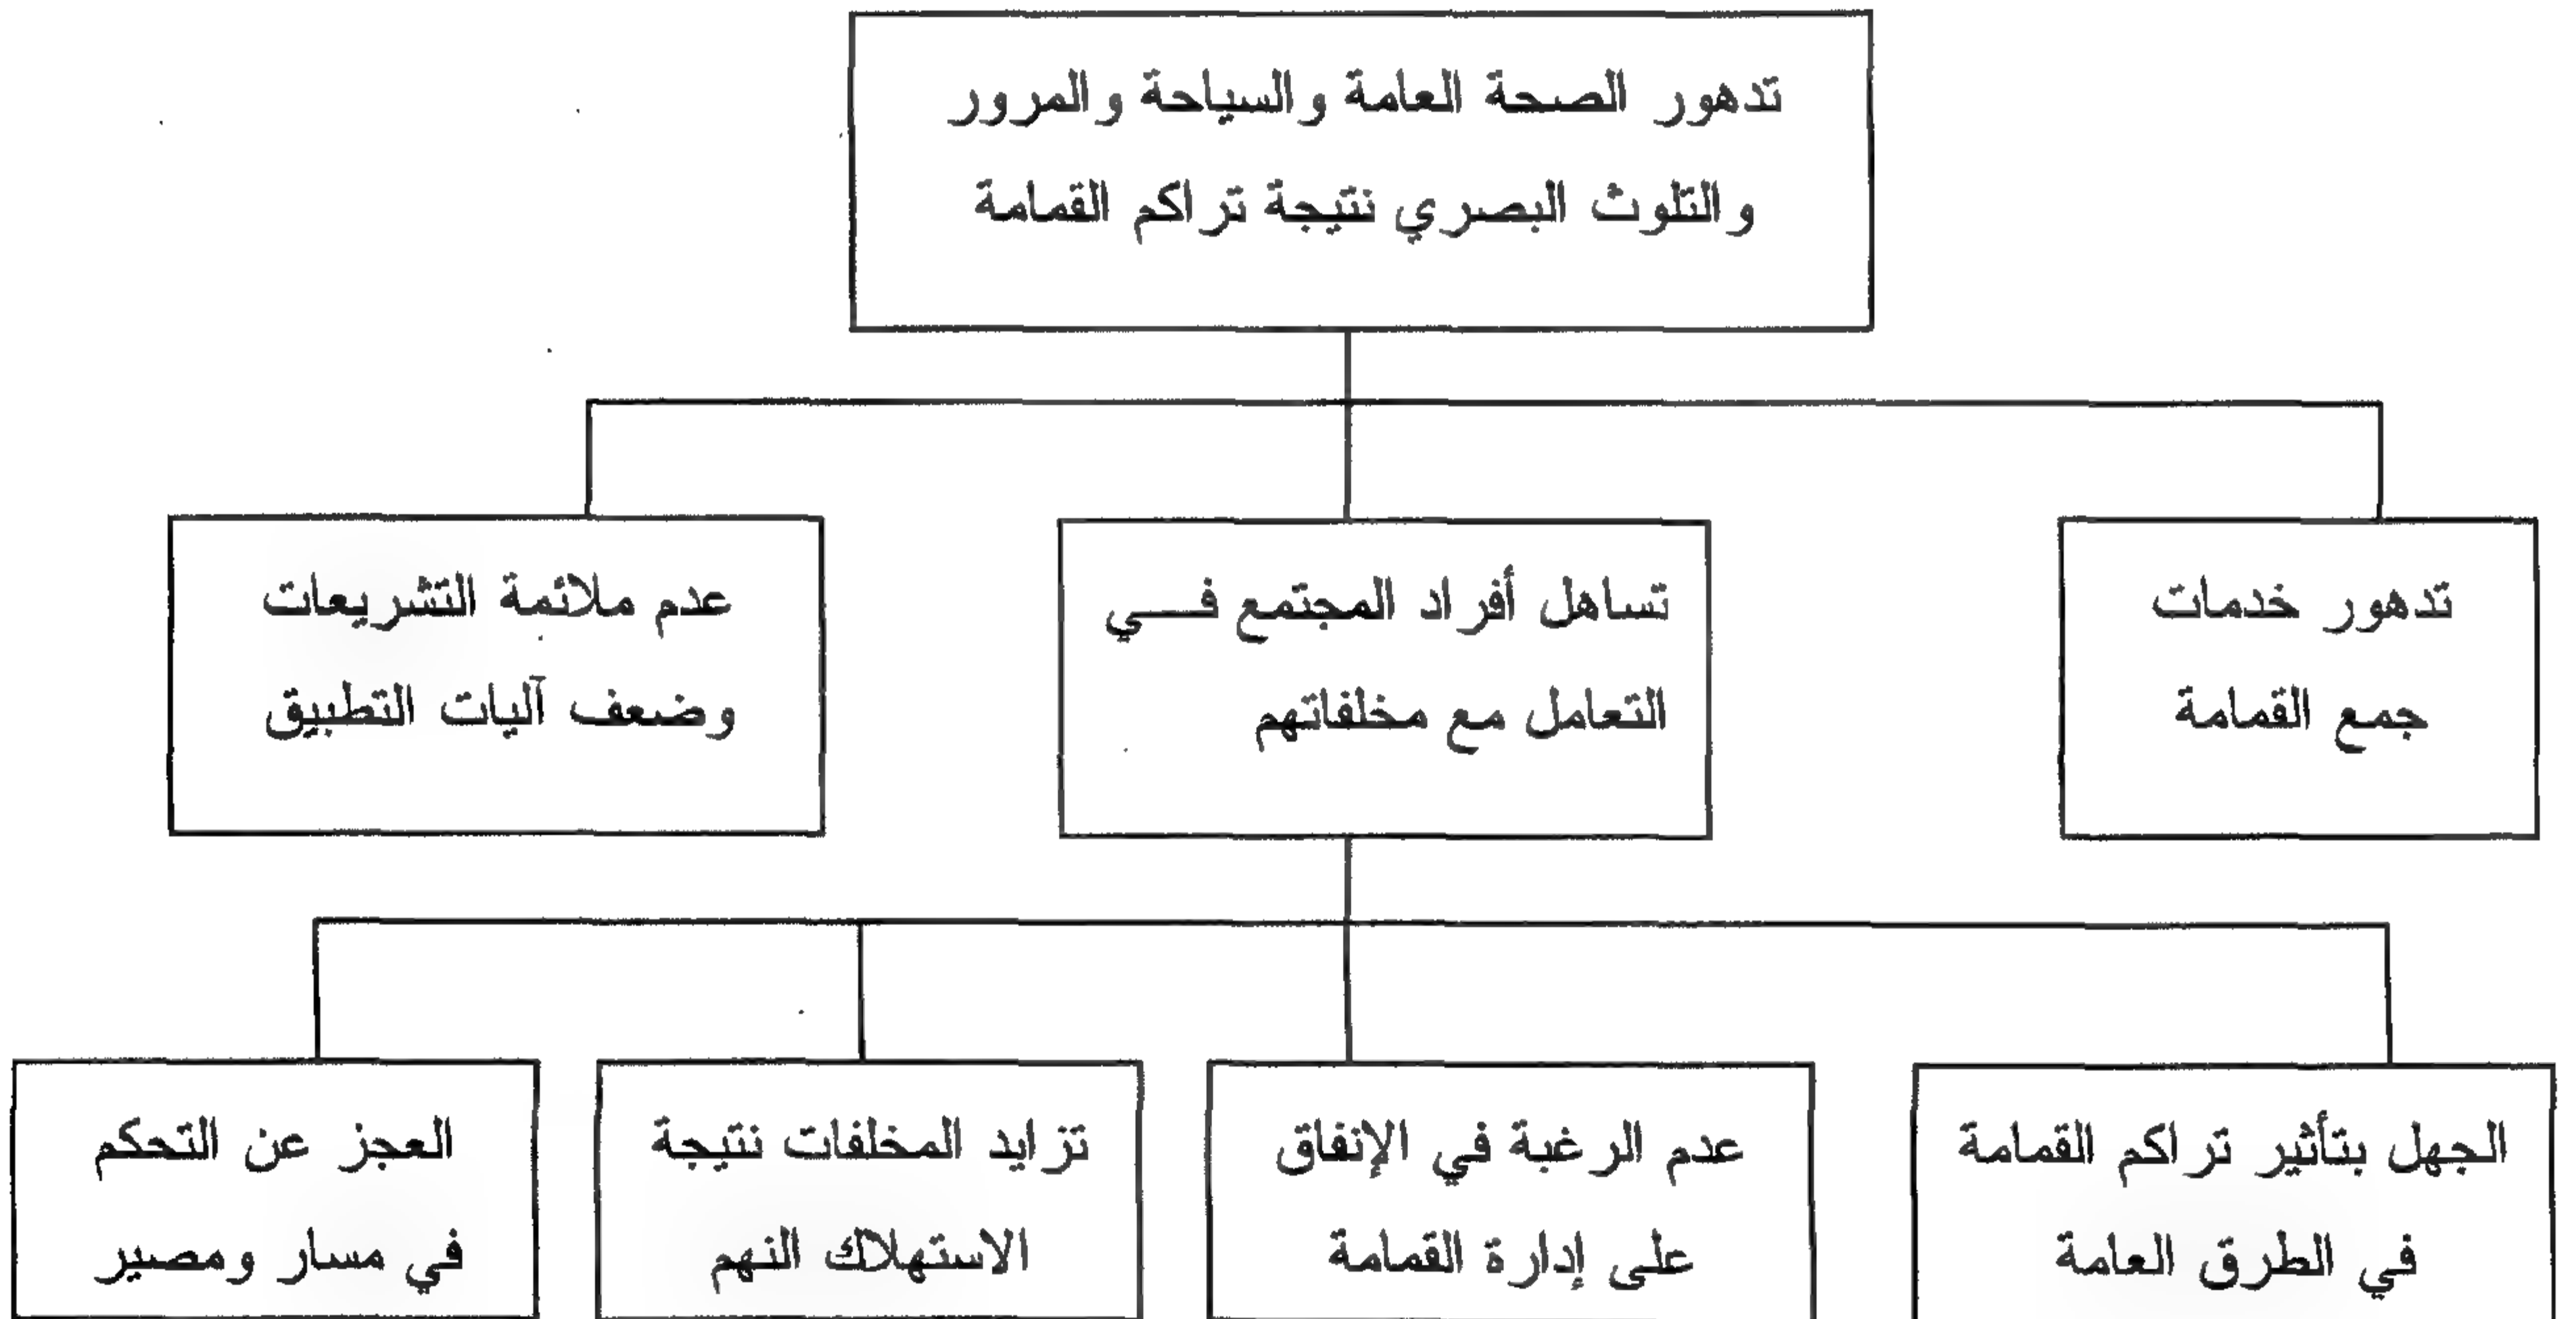 تدهور الصحة العامة والسياحة والمرور
والتلوث البصري نتيجة تراكم القمامة
تدهور خدمات
جمع القمامة
تساهل أفراد المجتمع في
التعامل مع مخلفاتهم
عدم ملائمة التشريعات
وضعف آليات التطبيق
الجهل بتأثير تراكم القمامة
في الطرق العامة
عدم الرغبة في الإنفاق
على إدارة القمامة
تزايد المخلفات نتيجة
الاستهلاك النهم
العجز عن التحكم
في مسار ومصير